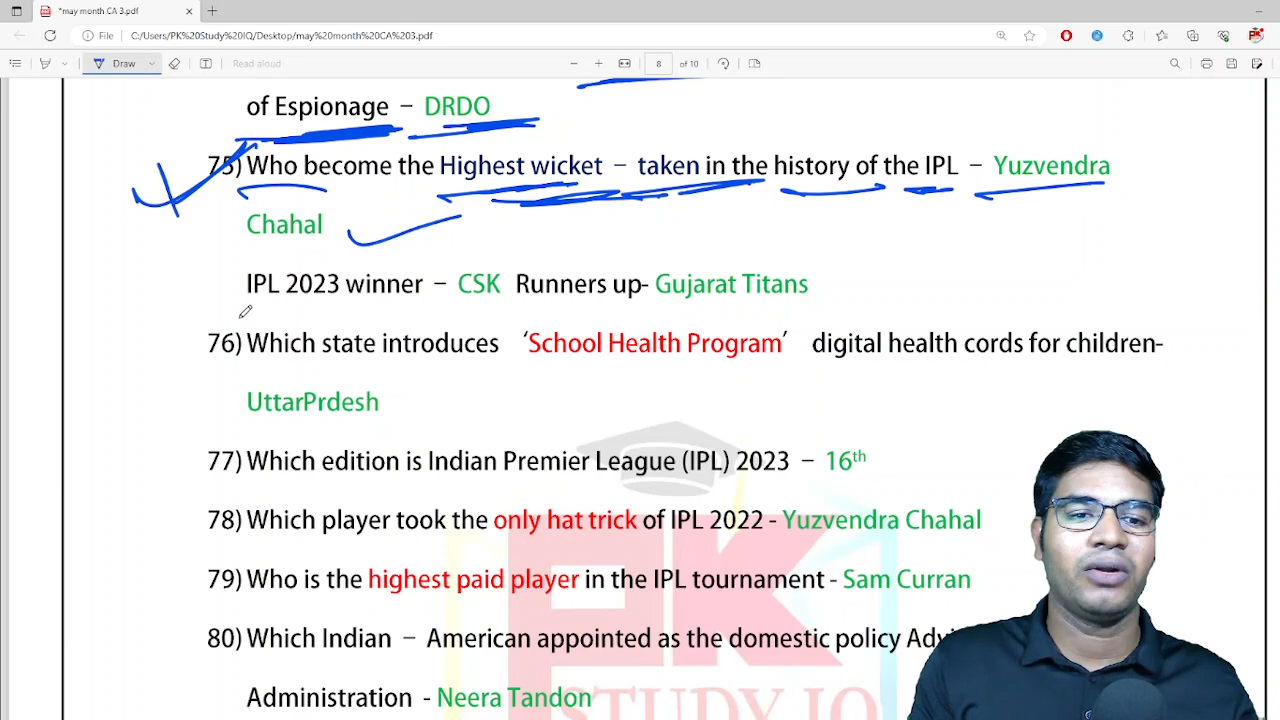 *may month CA 3.pdf
File C:/Users/PK%20Study%20IQ/Desktop/may%20month%20CA%203.pdf
Draw Read aloud 8 of 10
of Espionage – DRDO
75) Who become the Highest wicket – taken in the history of the IPL – Yuzvendra
Chahal
IPL 2023 winner – CSK Runners up- Gujarat Titans
76) Which state introduces ‘School Health Program’ digital health cords for children-
UttarPrdesh
77) Which edition is Indian Premier League (IPL) 2023 – 16th
78) Which player took the only hat trick of IPL 2022 - Yuzvendra Chahal
79) Who is the highest paid player in the IPL tournament - Sam Curran
80) Which Indian – American appointed as the domestic policy
Administration - Neera Tandon
PK
STUDY IQ